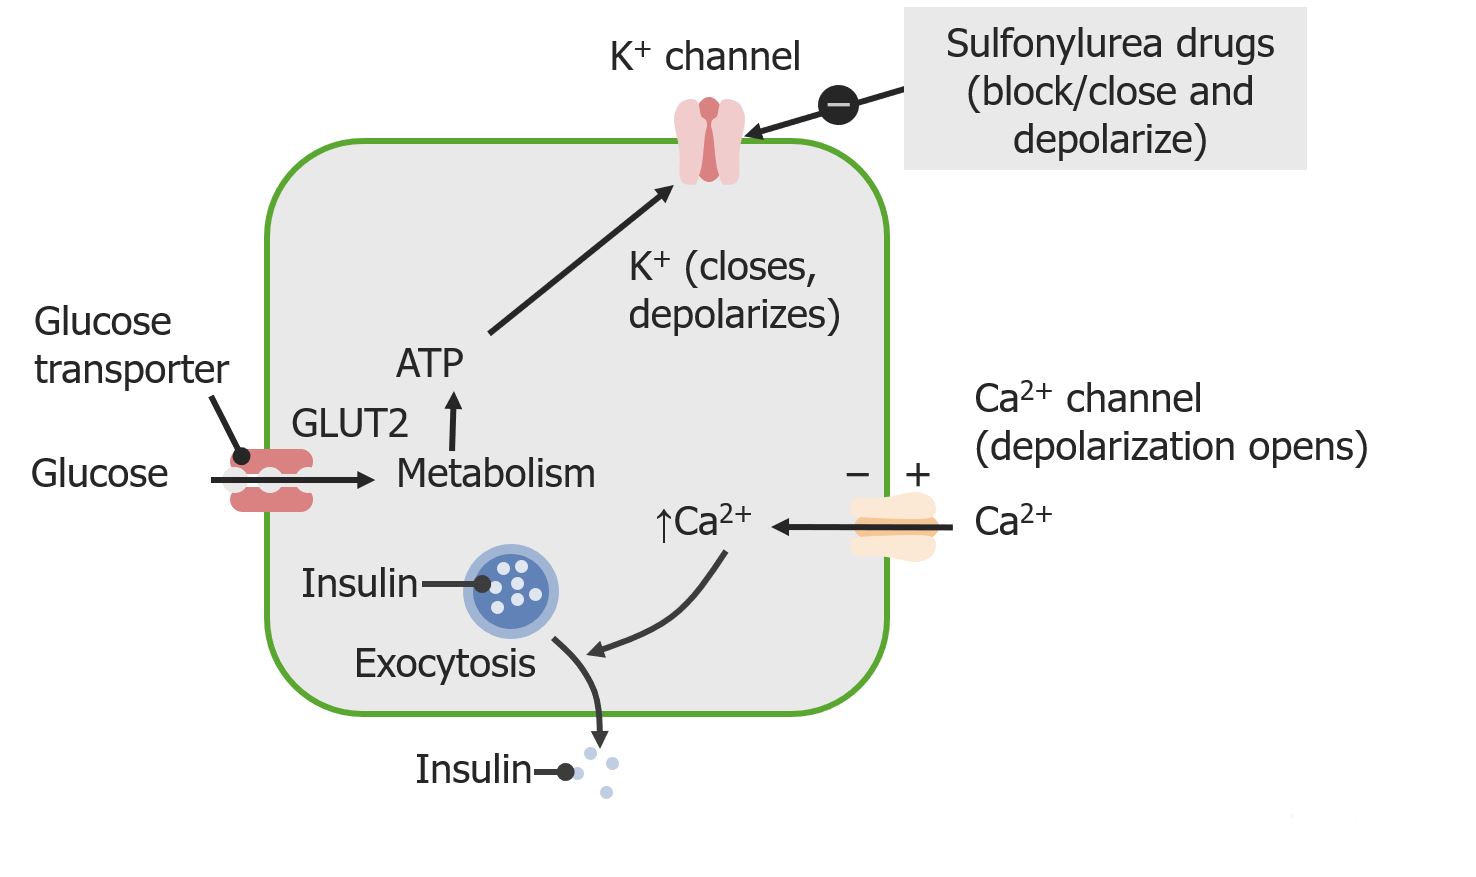 K⁺ channel
Sulfonylurea drugs
(block/close and
depolarize)
−
K⁺ (closes,
depolarizes)
Glucose
transporter
ATP
GLUT2
Glucose
Metabolism
Ca²⁺ channel
(depolarization opens)
− +
↑Ca²⁺
Ca²⁺
Insulin
Exocytosis
Insulin